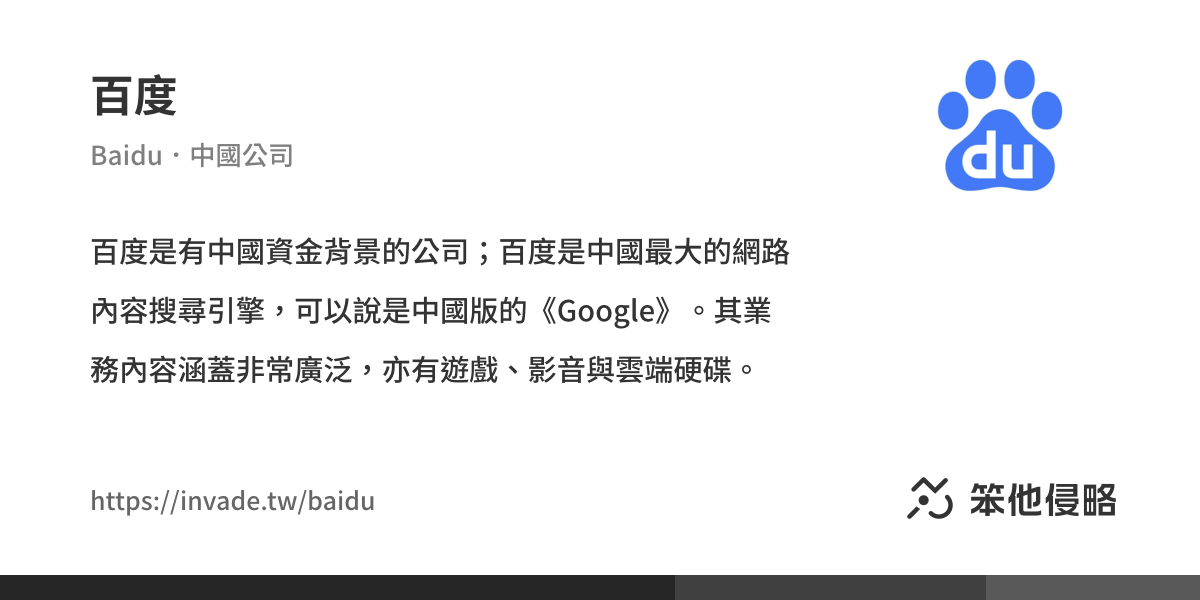 百度
Baidu・中國公司
du
百度是有中國資金背景的公司；百度是中國最大的網路
內容搜尋引擎，可以說是中國版的《Google》。其業
務內容涵蓋非常廣泛，亦有遊戲、影音與雲端硬碟。
https://invade.tw/baidu
笨他侵略